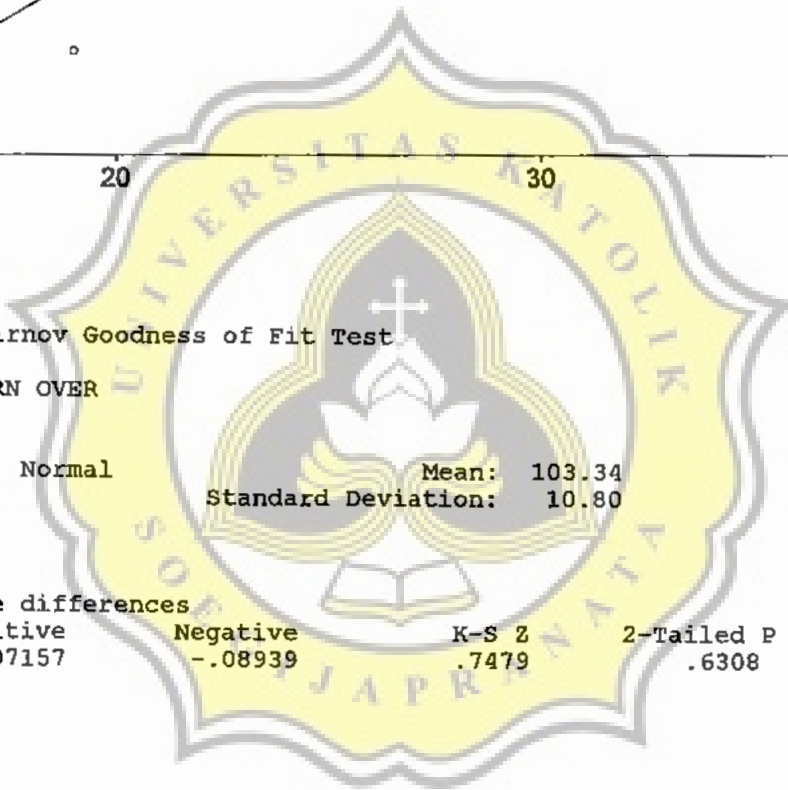 20 30
UNIVERSITAS KATOLIK
irnov Goodness of Fit Test
RN OVER
Normal Mean: 103.34
Standard Deviation: 10.80
e differences
itive Negative K-S Z 2-Tailed P
07157 -.08939 .7479 .6308
SOEGIJAPRANATA